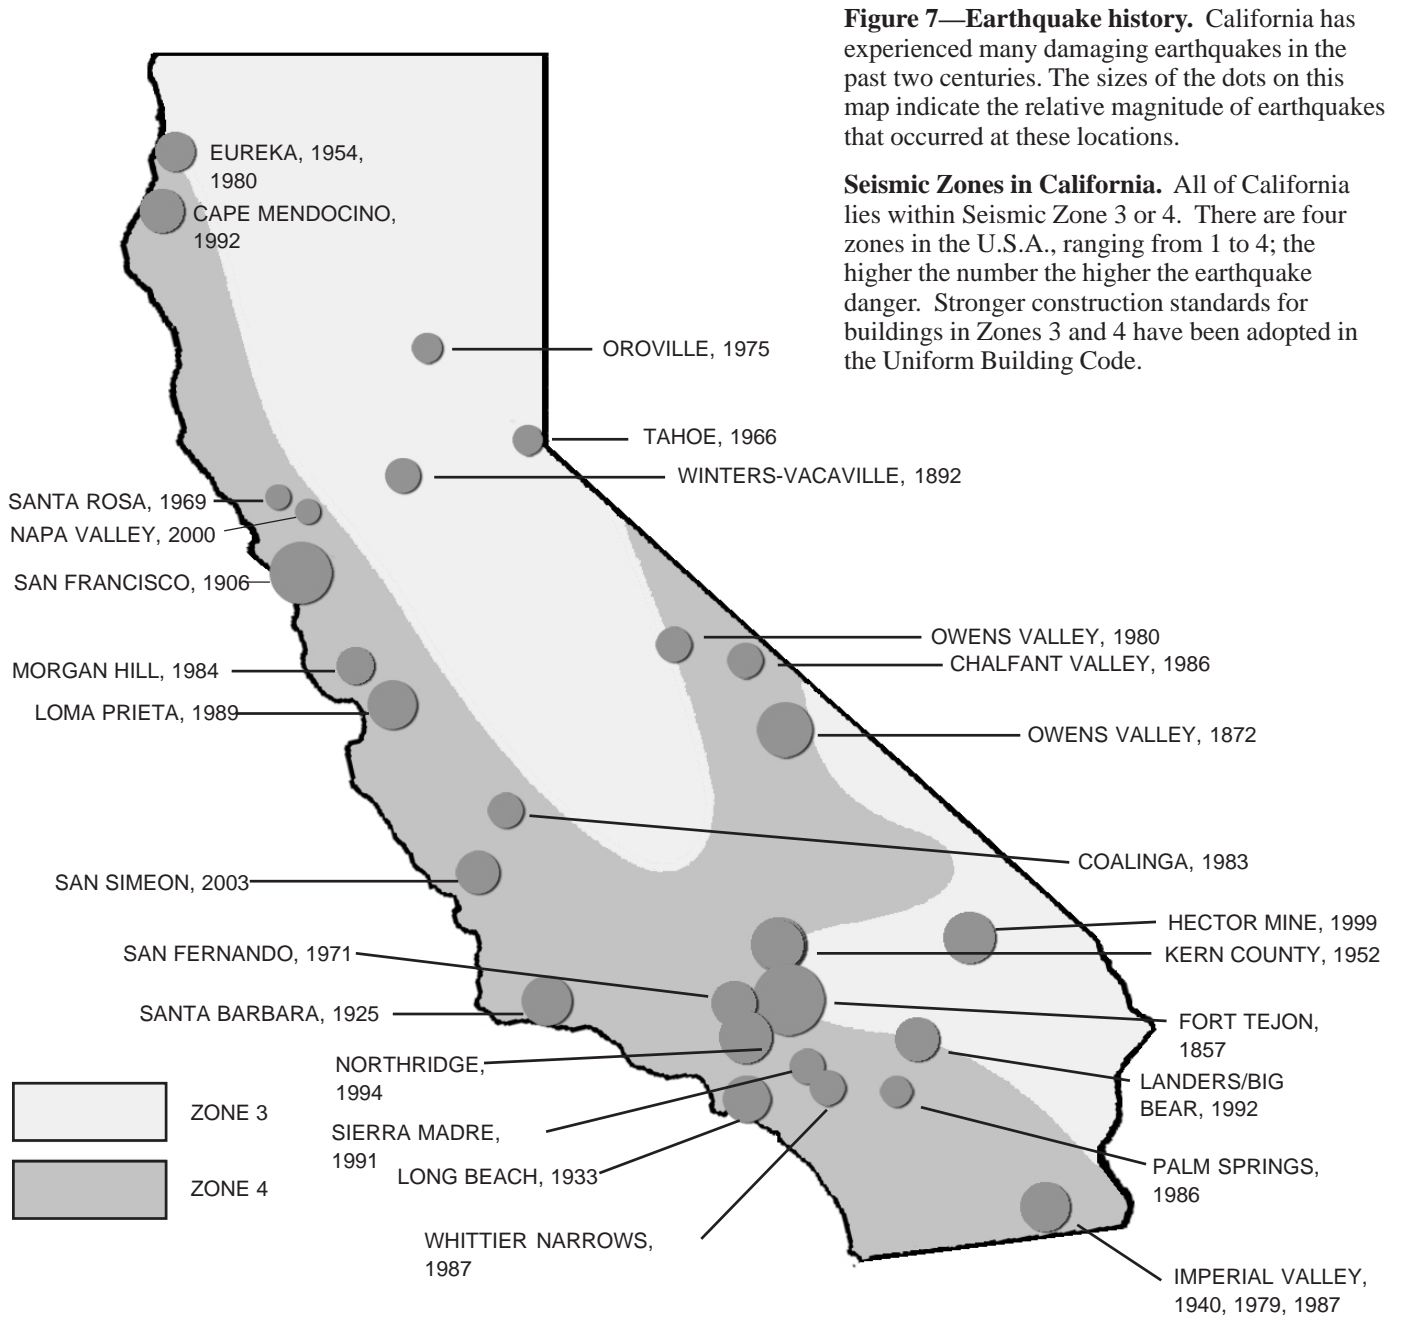 Figure 7—Earthquake history. California has
experienced many damaging earthquakes in the
past two centuries. The sizes of the dots on this
map indicate the relative magnitude of earthquakes
that occurred at these locations.
Seismic Zones in California. All of California
lies within Seismic Zone 3 or 4. There are four
zones in the U.S.A., ranging from 1 to 4; the
higher the number the higher the earthquake
danger. Stronger construction standards for
buildings in Zones 3 and 4 have been adopted in
the Uniform Building Code.
EUREKA, 1954,
1980
CAPE MENDOCINO,
1992
OROVILLE, 1975
TAHOE, 1966
WINTERS-VACAVILLE, 1892
SANTA ROSA, 1969
NAPA VALLEY, 2000
SAN FRANCISCO, 1906
OWENS VALLEY, 1980
CHALFANT VALLEY, 1986
MORGAN HILL, 1984
LOMA PRIETA, 1989
OWENS VALLEY, 1872
COALINGA, 1983
SAN SIMEON, 2003
HECTOR MINE, 1999
KERN COUNTY, 1952
SAN FERNANDO, 1971
SANTA BARBARA, 1925
FORT TEJON,
1857
NORTHRIDGE,
1994
LANDERS/BIG
BEAR, 1992
ZONE 3
SIERRA MADRE,
1991
LONG BEACH, 1933
PALM SPRINGS,
1986
ZONE 4
WHITTIER NARROWS,
1987
IMPERIAL VALLEY,
1940, 1979, 1987